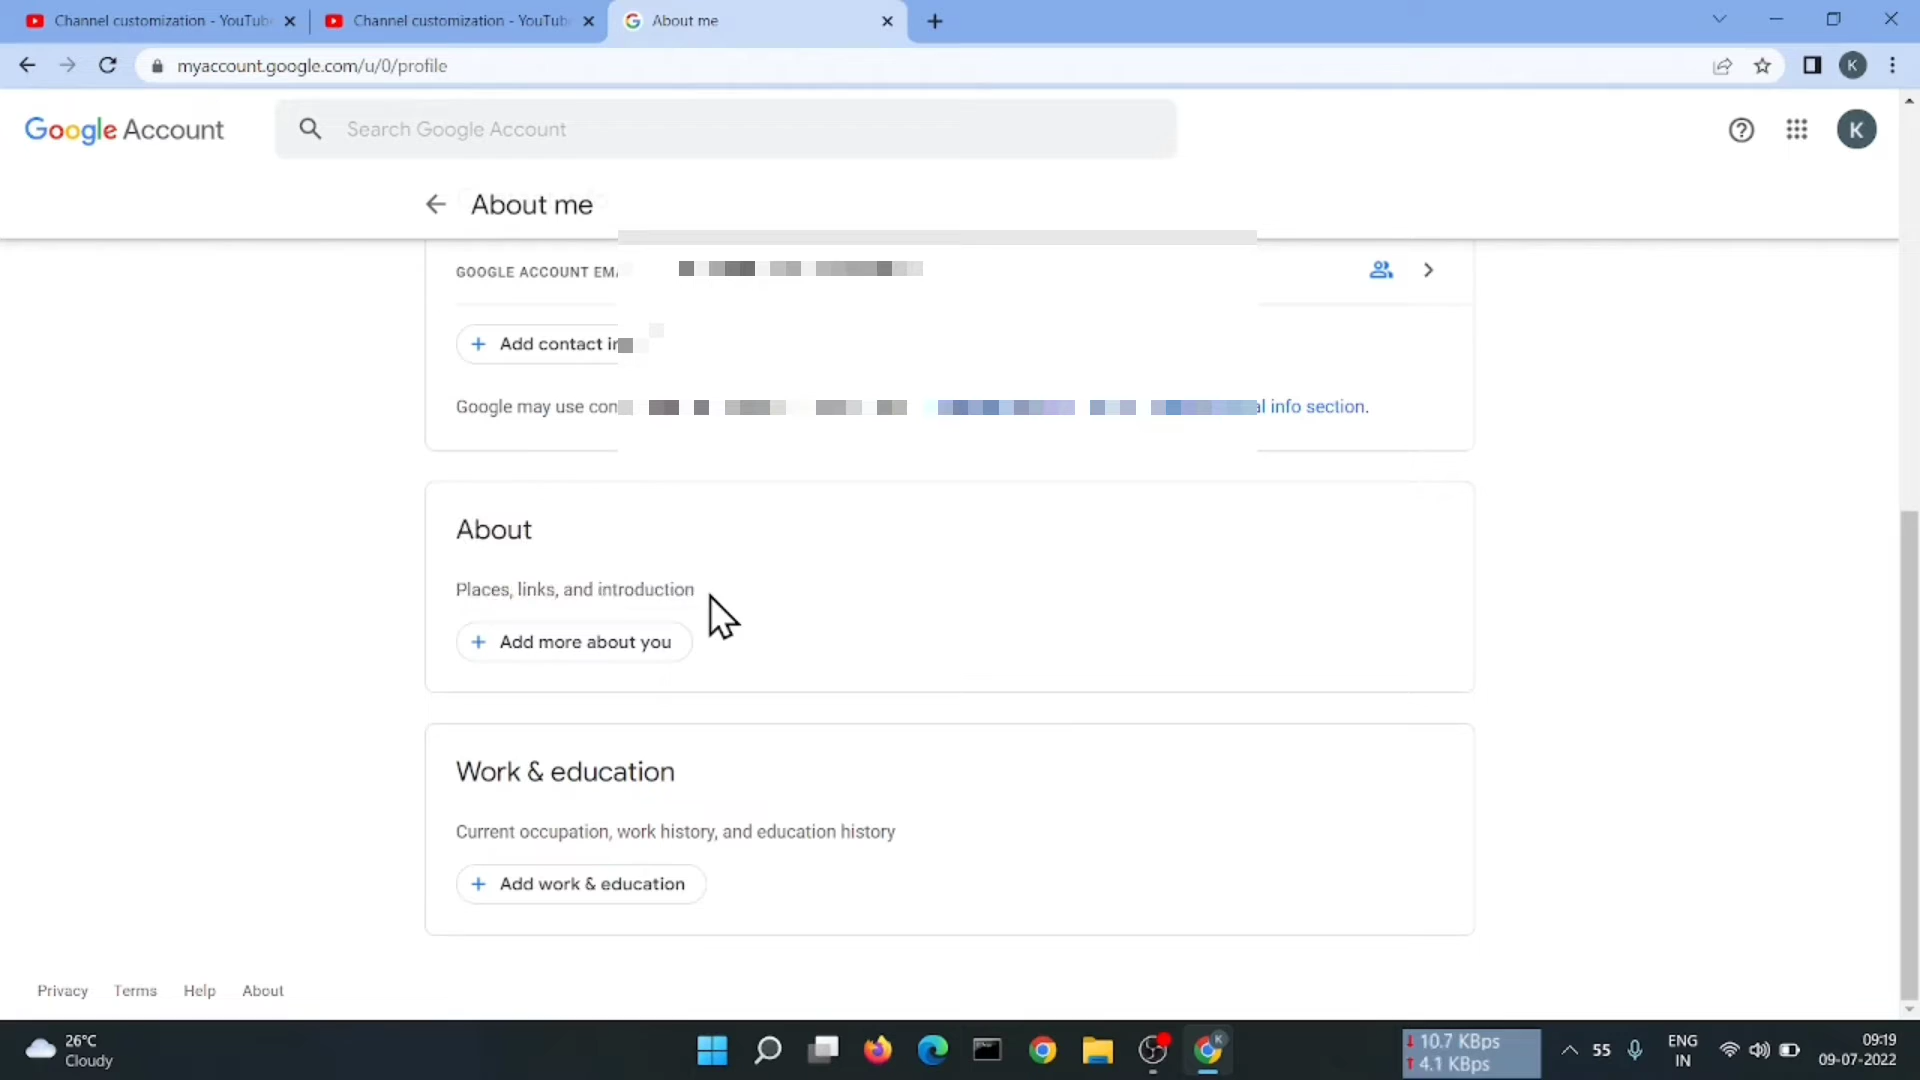 Channel customization - YouTub
Channel customization - YouTub
About me
myaccount.google.com/u/0/profile
K
Google Account
Search Google Account
K
About me
GOOGLE ACCOUNT
Add contact
Google may use
info section.
About
Places, links, and introduction
Add more about you
Work & education
Current occupation, work history, and education history
Add work & education
Privacy Terms Help About
26°C
Cloudy
K
10.7 KBps
4.1 KBps
55
ENG
IN
09:19
09-07-2022